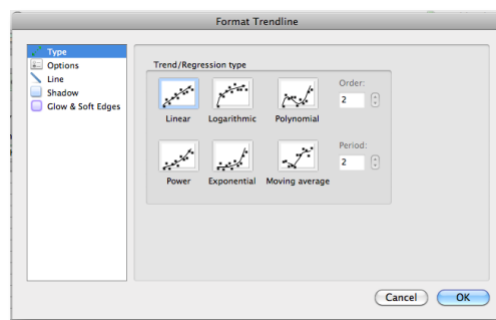 Format Trendline
Type
Options
Line
Shadow
Glow & Soft Edges
Trend/Regression type
Linear
Logarithmic
Polynomial
Order:
2
Power
Exponential
Moving average
Period:
2
Cancel
OK